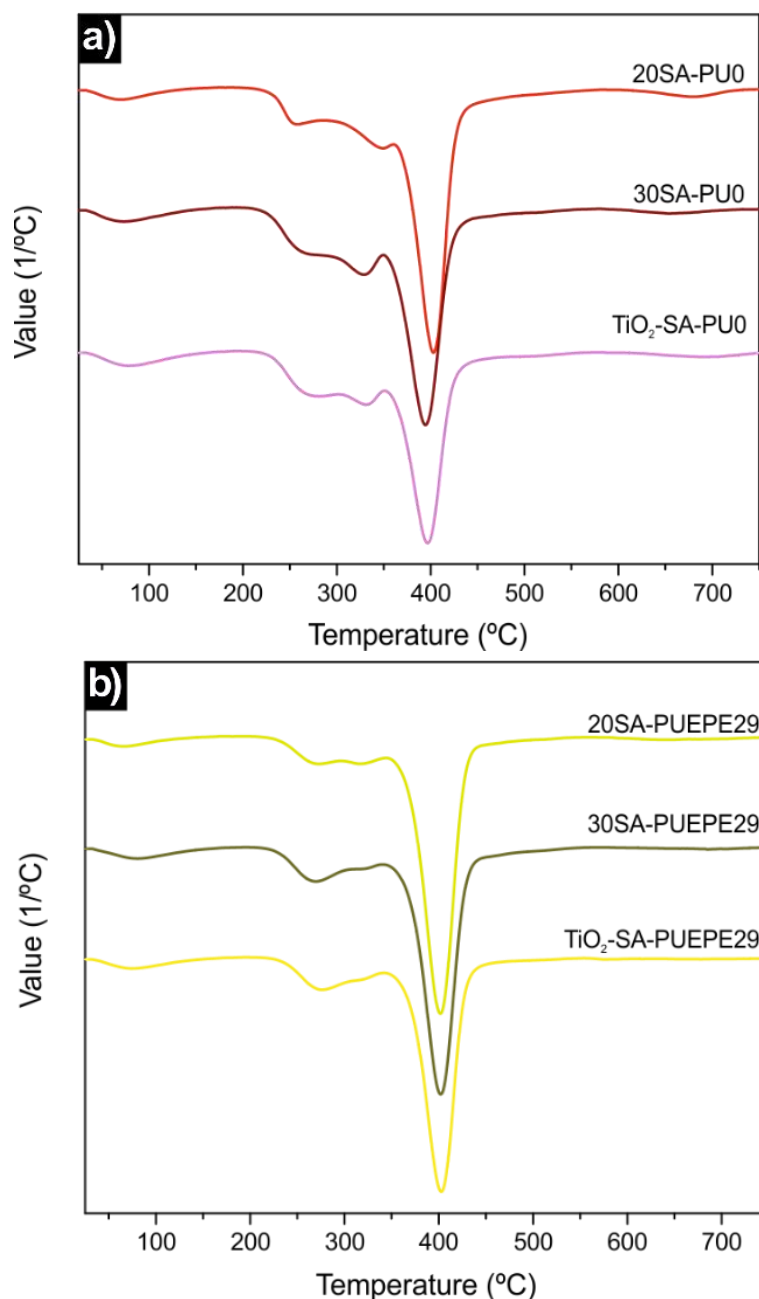 a)
20SA-PU0
30SA-PU0
TiO₂-SA-PU0
Value (1/ºC)
100 200 300 400 500 600 700
Temperature (ºC)
b)
20SA-PUEPE29
30SA-PUEPE29
TiO₂-SA-PUEPE29
Value (1/ºC)
100 200 300 400 500 600 700
Temperature (ºC)